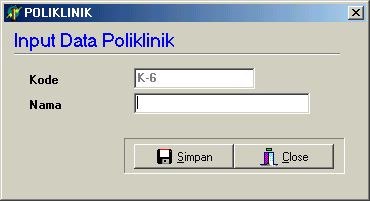 POLIKLINIK
Input Data Poliklinik
Kode K-6
Nama
Simpan Close